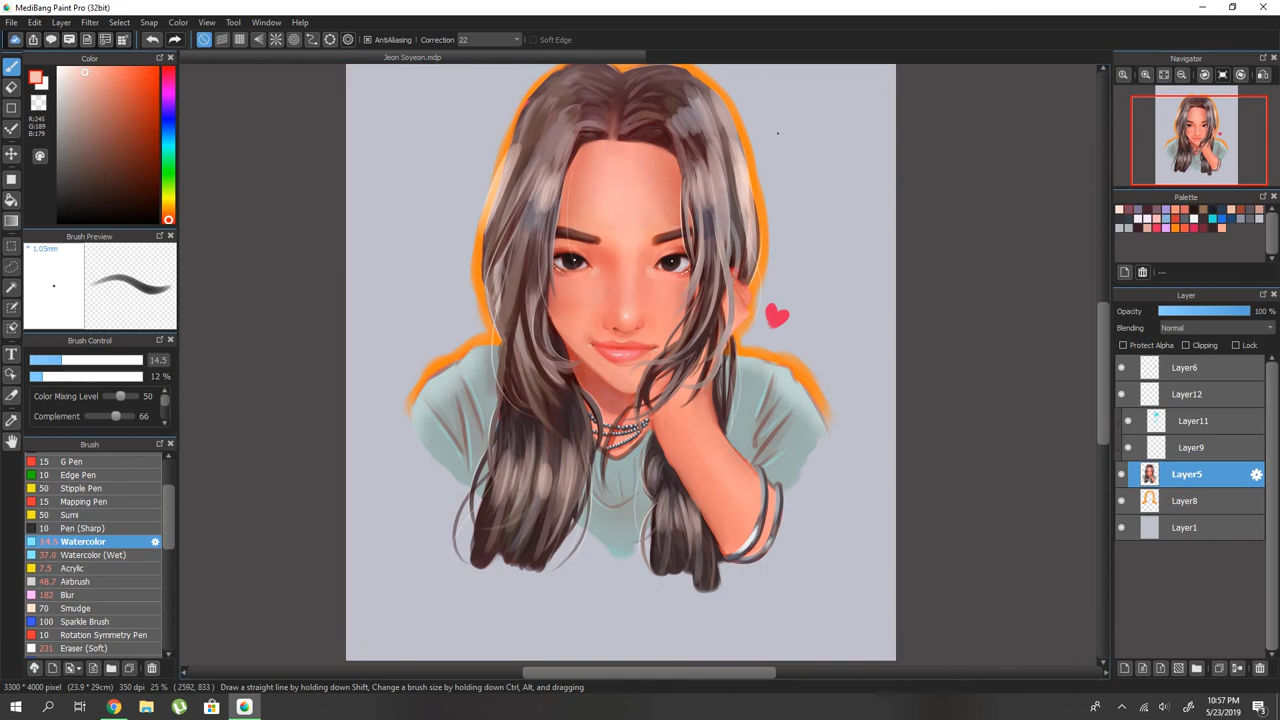 MediBang Paint Pro (32bit)
File Edit Layer Filter Select Snap Color View Tool Window Help
AntiAliasing Correction 22 Soft Edge
Color
Jeon Soyeon.mdp
Navigator
R:245
G:189
B:179
Brush Preview
* 1.05mm
Brush Control
14.5
12 %
Color Mixing Level 50
Complement 66
Brush
15 G Pen
10 Edge Pen
50 Stipple Pen
15 Mapping Pen
50 Sumi
10 Pen (Sharp)
14.5 Watercolor
37.0 Watercolor (Wet)
7.5 Acrylic
48.7 Airbrush
182 Blur
70 Smudge
100 Sparkle Brush
10 Rotation Symmetry Pen
231 Eraser (Soft)
Palette
---
Layer
Opacity 100 %
Blending Normal
Protect Alpha Clipping Lock
Layer6
Layer12
Layer11
Layer9
Layer5
Layer8
Layer1
3300 * 4000 pixel (23.9 * 29cm) 350 dpi 25 % ( 2592, 833 ) Draw a straight line by holding down Shift, Change a brush size by holding down Ctrl, Alt, and dragging
10:57 PM
5/23/2019
3